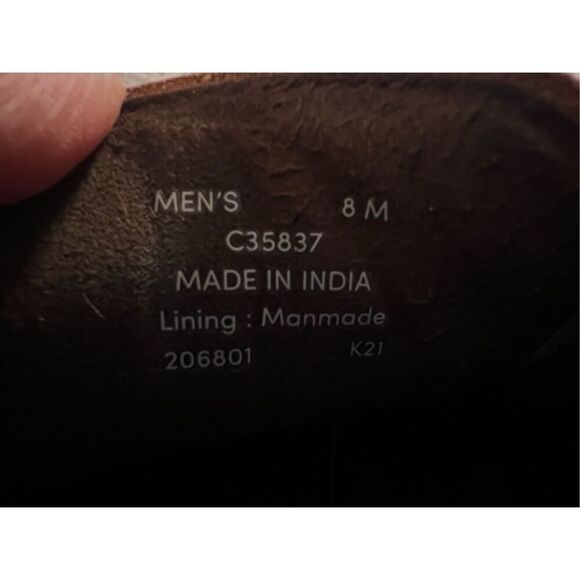 MEN'S 8 M
C35837
MADE IN INDIA
Lining : Manmade
206801 K21